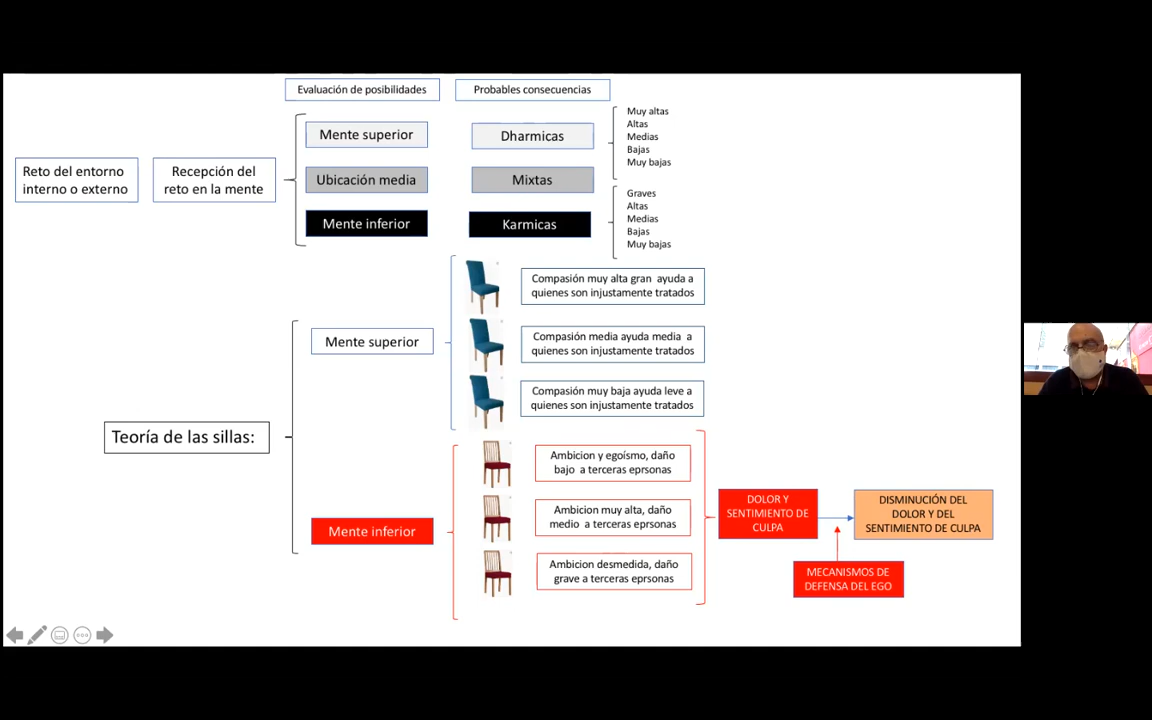 Evaluación de posibilidades
Probables consecuencias
Reto del entorno
interno o externo
Recepción del
reto en la mente
Mente superior
Ubicación media
Mente inferior
Dharmicas
Mixtas
Karmicas
Muy altas
Altas
Medias
Bajas
Muy bajas
Graves
Altas
Medias
Bajas
Muy bajas
Teoría de las sillas:
Mente superior
Compasión muy alta gran ayuda a
quienes son injustamente tratados
Compasión media ayuda media a
quienes son injustamente tratados
Compasión muy baja ayuda leve a
quienes son injustamente tratados
Mente inferior
Ambicion y egoísmo, daño
bajo a terceras eprsonas
Ambicion muy alta, daño
medio a terceras eprsonas
Ambicion desmedida, daño
grave a terceras eprsonas
DOLOR Y
SENTIMIENTO DE
CULPA
DISMINUCIÓN DEL
DOLOR Y DEL
SENTIMIENTO DE CULPA
MECANISMOS DE
DEFENSA DEL EGO